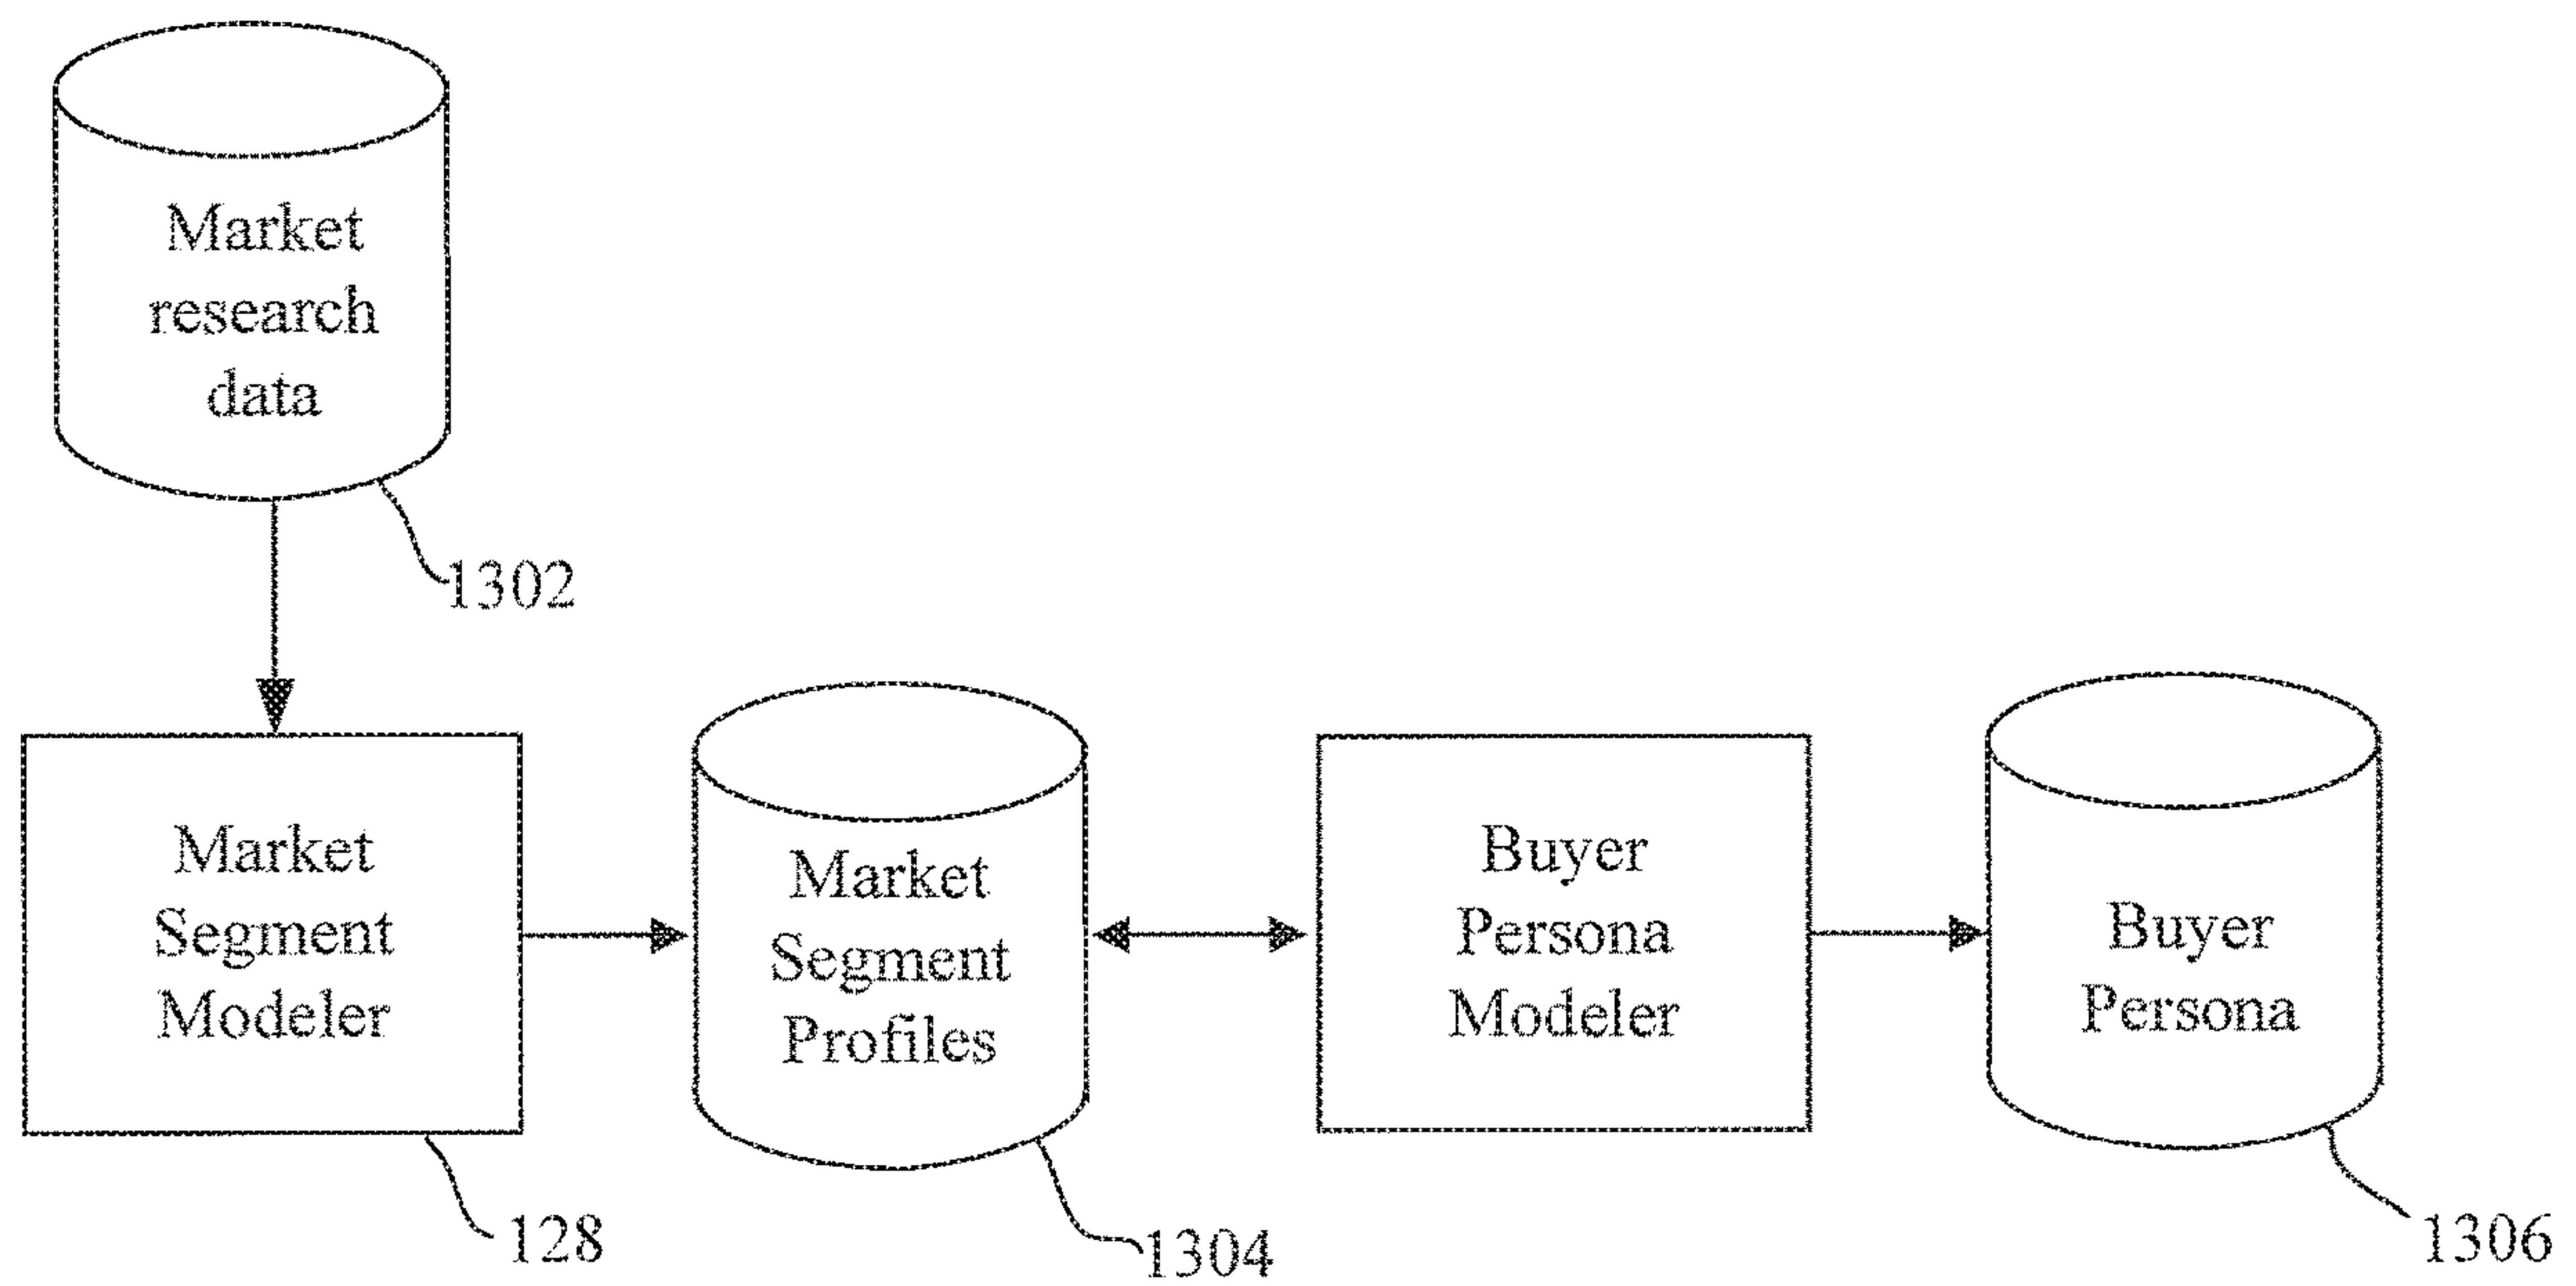 Market
research
data
1302
Market
Segment
Modeler
128
Market
Segment
Profiles
1304
Buyer
Persona
Modeler
Buyer
Persona
1306